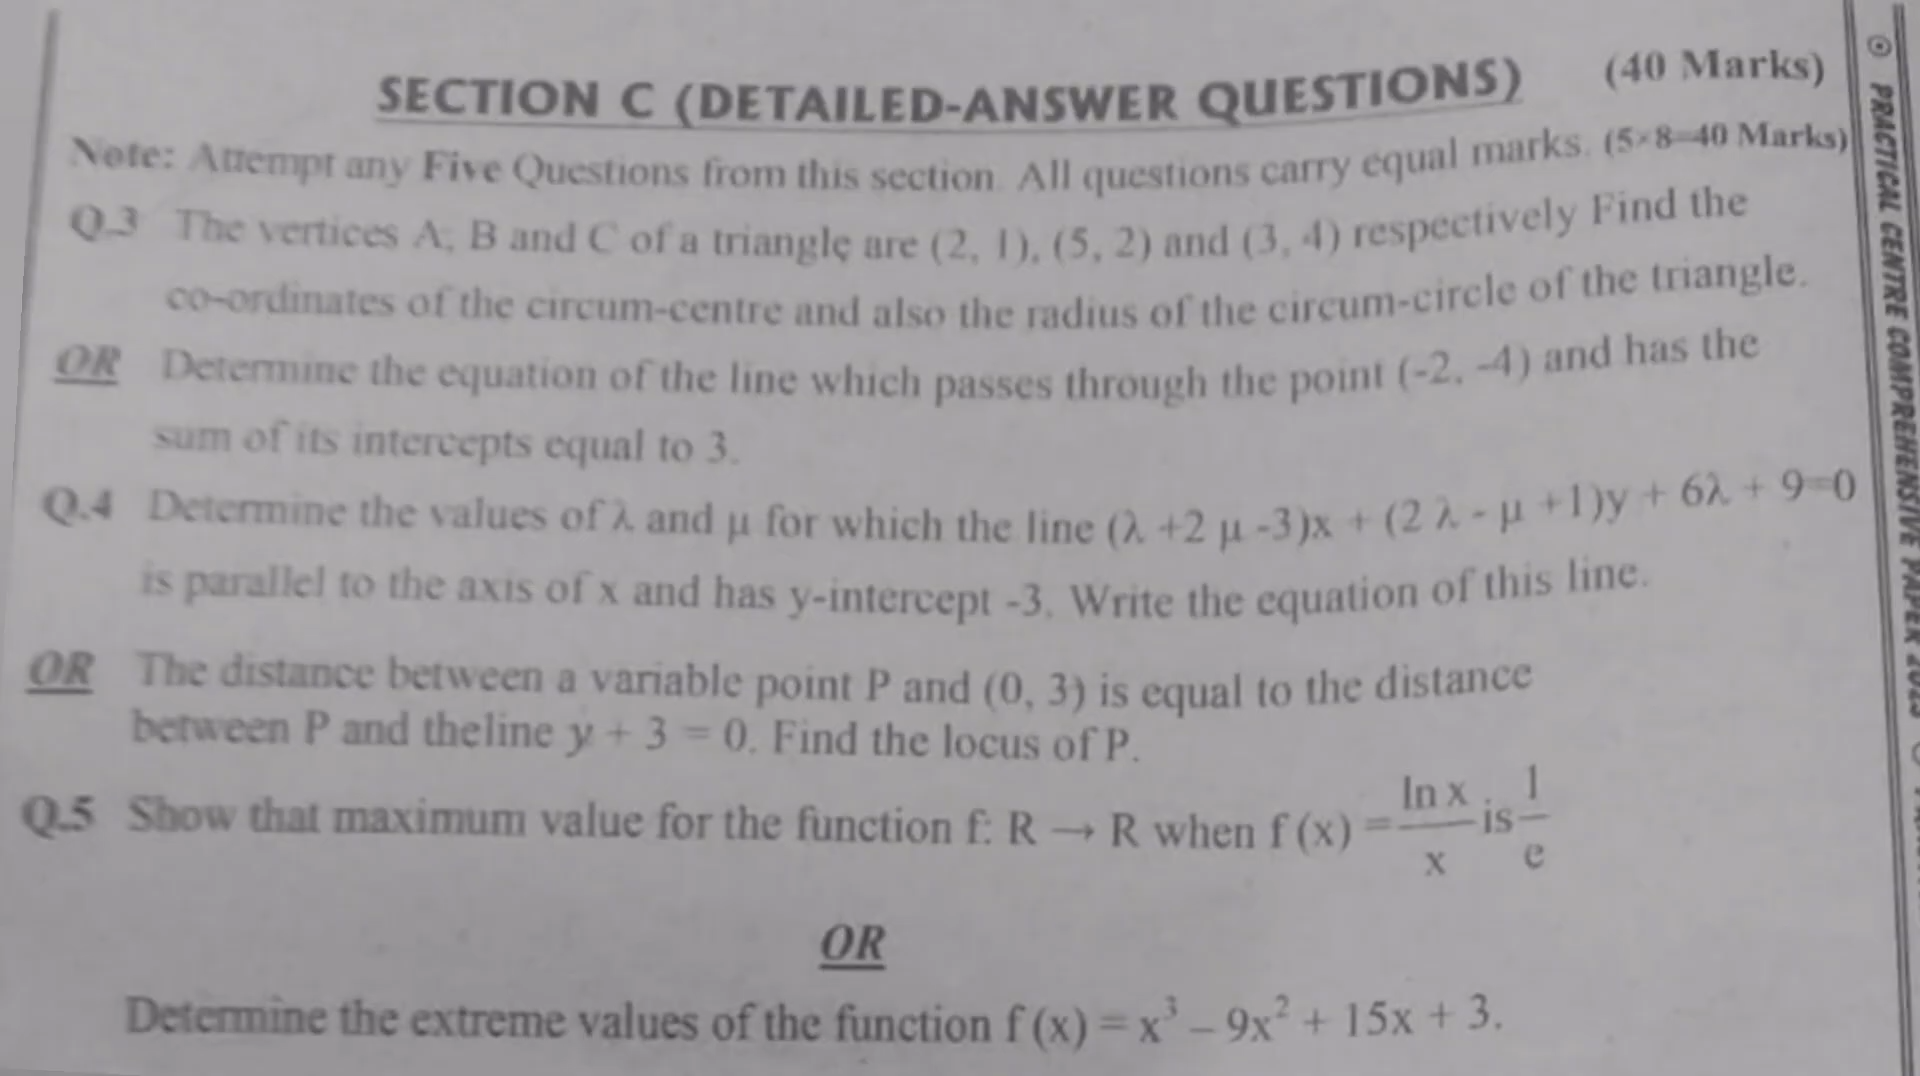 SECTION C (DETAILED-ANSWER QUESTIONS) (40 Marks)
Note: Attempt any Five Questions from this section. All questions carry equal marks. (5×8=40 Marks)
Q.3 The vertices A, B and C of a triangle are (2, 1), (5, 2) and (3, 4) respectively Find the
co-ordinates of the circum-centre and also the radius of the circum-circle of the triangle.
OR Determine the equation of the line which passes through the point (-2, -4) and has the
sum of its intercepts equal to 3.
Q.4 Determine the values of λ and μ for which the line (λ +2 μ -3)x + (2 λ - μ +1)y + 6λ + 9=0
is parallel to the axis of x and has y-intercept -3. Write the equation of this line.
OR The distance between a variable point P and (0, 3) is equal to the distance
between P and theline y + 3 = 0. Find the locus of P.
Q.5 Show that maximum value for the function f: R → R when f (x) = ln x / x is 1 / e
OR
Determine the extreme values of the function f (x) = x³ – 9x² + 15x + 3.
PRACTICAL CENTRE COMPREHENSIVE PAPER